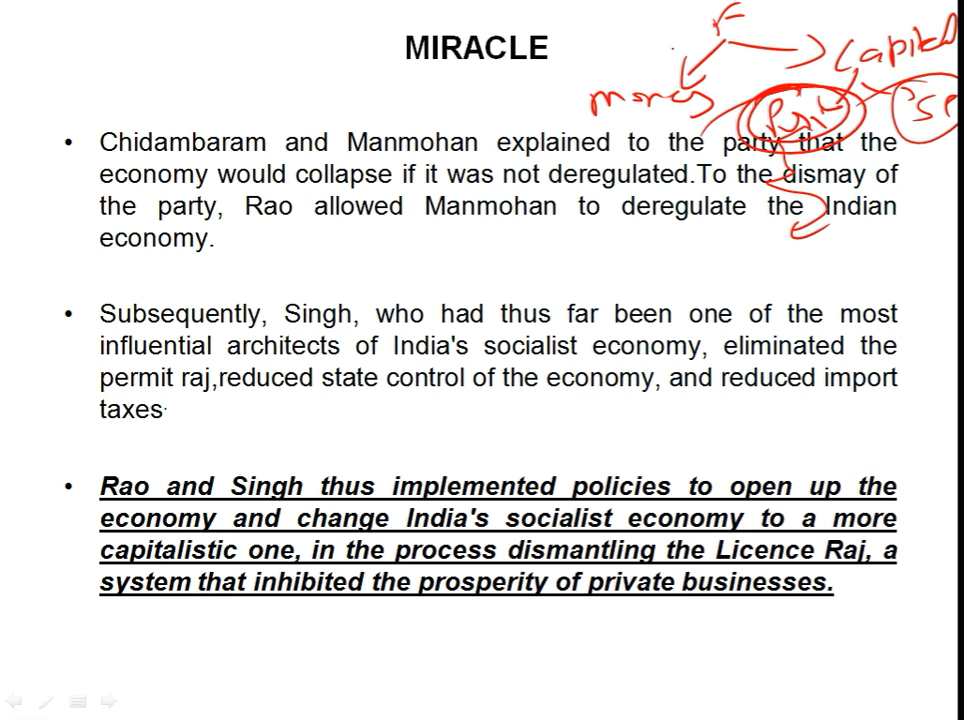 MIRACLE
F
Capital
money
• Chidambaram and Manmohan explained to the party that the
economy would collapse if it was not deregulated.To the dismay of
the party, Rao allowed Manmohan to deregulate the Indian
economy.
• Subsequently, Singh, who had thus far been one of the most
influential architects of India's socialist economy, eliminated the
permit raj,reduced state control of the economy, and reduced import
taxes.
• Rao and Singh thus implemented policies to open up the
economy and change India's socialist economy to a more
capitalistic one, in the process dismantling the Licence Raj, a
system that inhibited the prosperity of private businesses.